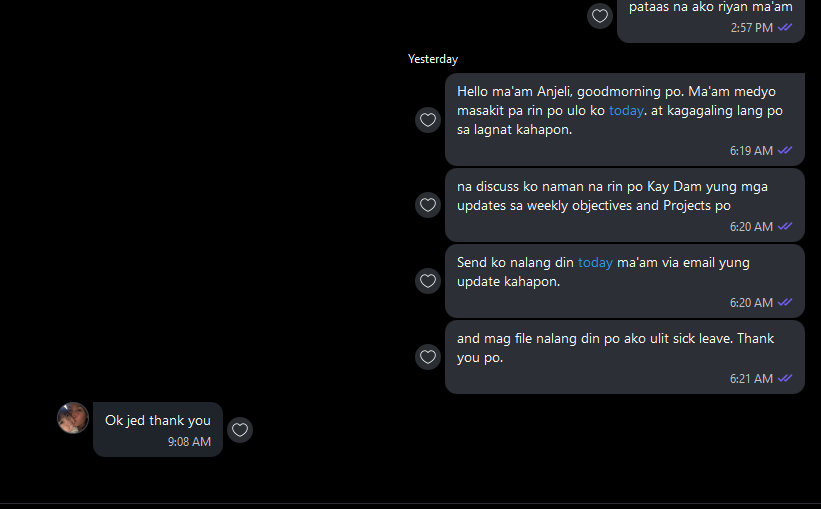 pataas na ako riyan ma'am
2:57 PM
Yesterday
Hello ma'am Anjeli, goodmorning po. Ma'am medyo
masakit pa rin po ulo ko today. at kagagaling lang po
sa lagnat kahapon.
6:19 AM
na discuss ko naman na rin po Kay Dam yung mga
updates sa weekly objectives and Projects po
6:20 AM
Send ko nalang din today ma'am via email yung
update kahapon.
6:20 AM
and mag file nalang din po ako ulit sick leave. Thank
you po.
6:21 AM
Ok jed thank you
9:08 AM